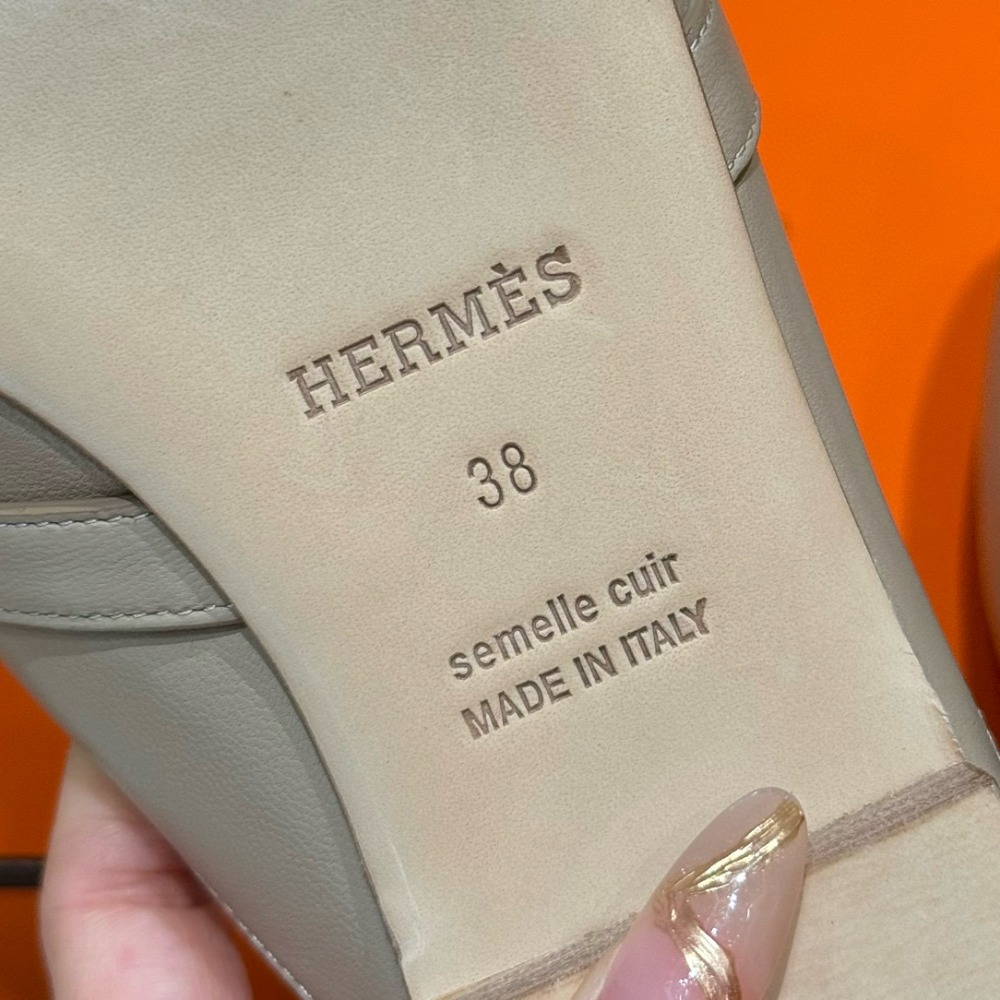 HERMÈS
38
semelle cuir
MADE IN ITALY